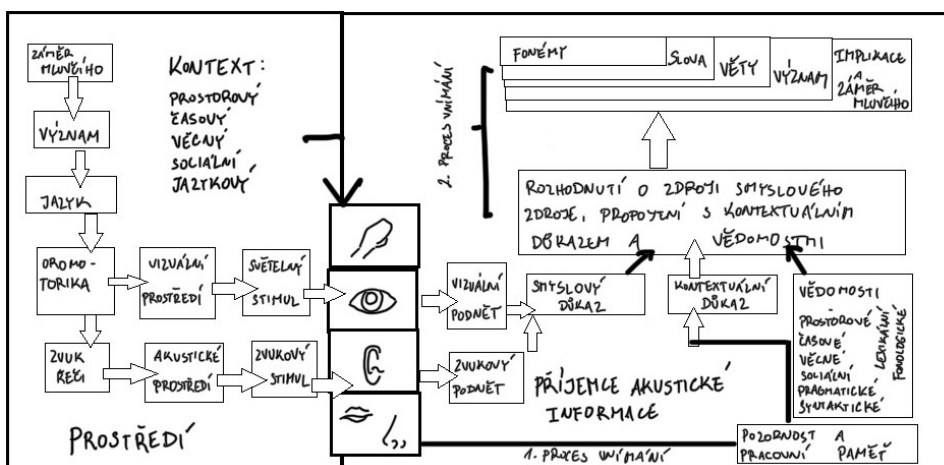 ZÁMĚR
MLUVČÍHO
VÝZNAM
JAZYK
OROMO-
TORIKA
ZVUK
ŘEČI
KONTEXT:
PROSTOROVÝ
ČASOVÝ
VĚCNÝ
SOCIÁLNÍ
JAZYKOVÝ
VIZUÁLNÍ
PROSTŘEDÍ
SVĚTELNÝ
STIMUL
AKUSTICKÉ
PROSTŘEDÍ
ZVUKOVÝ
STIMUL
PROSTŘEDÍ
FONÉMY
SLOVA
VĚTY
VÝZNAM
IMPLIKACE
A
ZÁMĚR
MLUVČÍHO
2. PROCES VNÍMÁNÍ
ROZHODNUTÍ O ZDROJI SMYSLOVÉHO
ZDROJE, PROPOJENÍ S KONTEXTUÁLNÍM
DŮKAZEM A VĚDOMOSTMI
VIZUÁLNÍ
PODNĚT
SMYSLOVÝ
DŮKAZ
KONTEXTUÁLNÍ
DŮKAZ
VĚDOMOSTI
PROSTOROVÉ
ČASOVÉ
VĚCNÉ
SOCIÁLNÍ
PRAGMATICKÉ
SYNTAKTICKÉ
LEXIKÁLNÍ
FONOLOGICKÉ
ZVUKOVÝ
PODNĚT
PŘÍJEMCE AKUSTICKÉ
INFORMACE
1. PROCES VNÍMÁNÍ
POZORNOST A
PRACOVNÍ PAMĚŤ